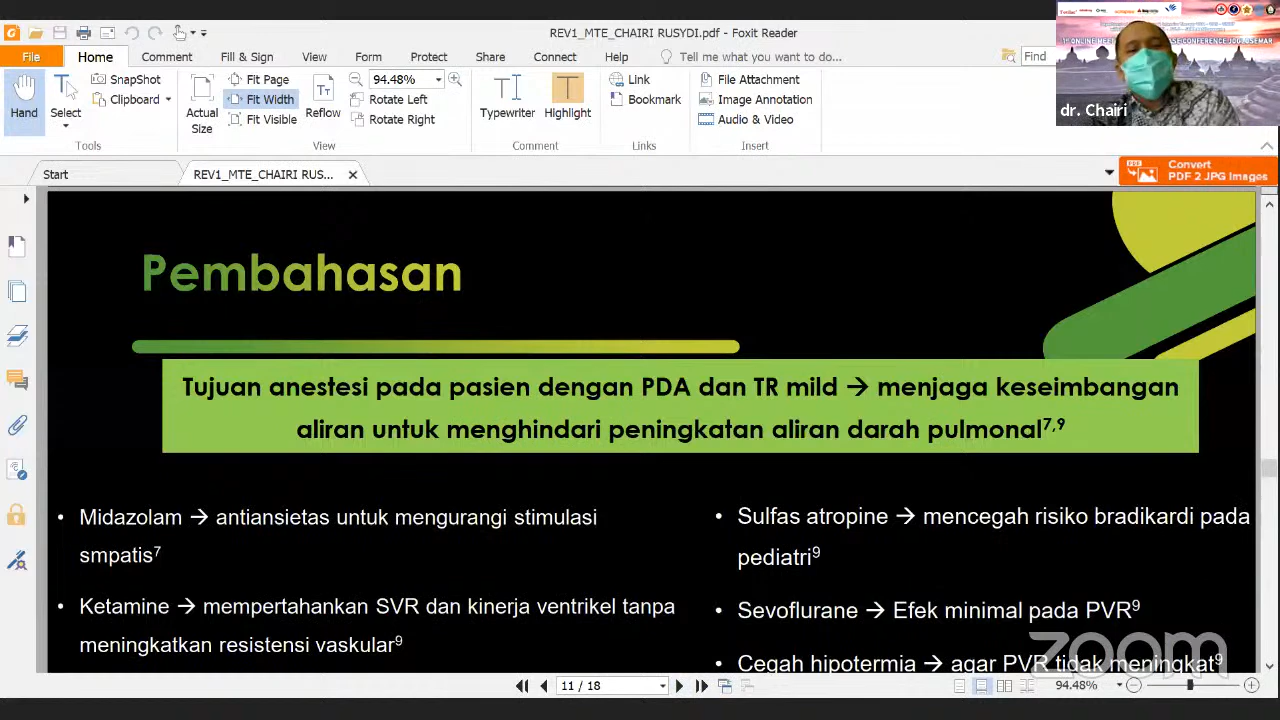 REV1_MTE_CHAIRI RUSYDI.pdf - Foxit Reader
File Home Comment Fill & Sign View Form Protect Share Connect Help Tell me what you want to do... Find
Hand
Select
SnapShot
Clipboard
Tools
Actual
Size
Fit Page
Fit Width
Fit Visible
Reflow
94.48%
Rotate Left
Rotate Right
View
Typewriter
Highlight
Comment
Link
Bookmark
Links
File Attachment
Image Annotation
Audio & Video
Insert
dr. Chairi
Start
REV1_MTE_CHAIRI RUS...
PDF
Convert
PDF 2 JPG Images
Pembahasan
Tujuan anestesi pada pasien dengan PDA dan TR mild → menjaga keseimbangan
aliran untuk menghindari peningkatan aliran darah pulmonal7,9
• Midazolam → antiansietas untuk mengurangi stimulasi
smpatis7
• Ketamine → mempertahankan SVR dan kinerja ventrikel tanpa
meningkatkan resistensi vaskular9
• Sulfas atropine → mencegah risiko bradikardi pada
pediatri9
• Sevoflurane → Efek minimal pada PVR9
• Cegah hipotermia → agar PVR tidak meningkat9
zoom
11 / 18
94.48%